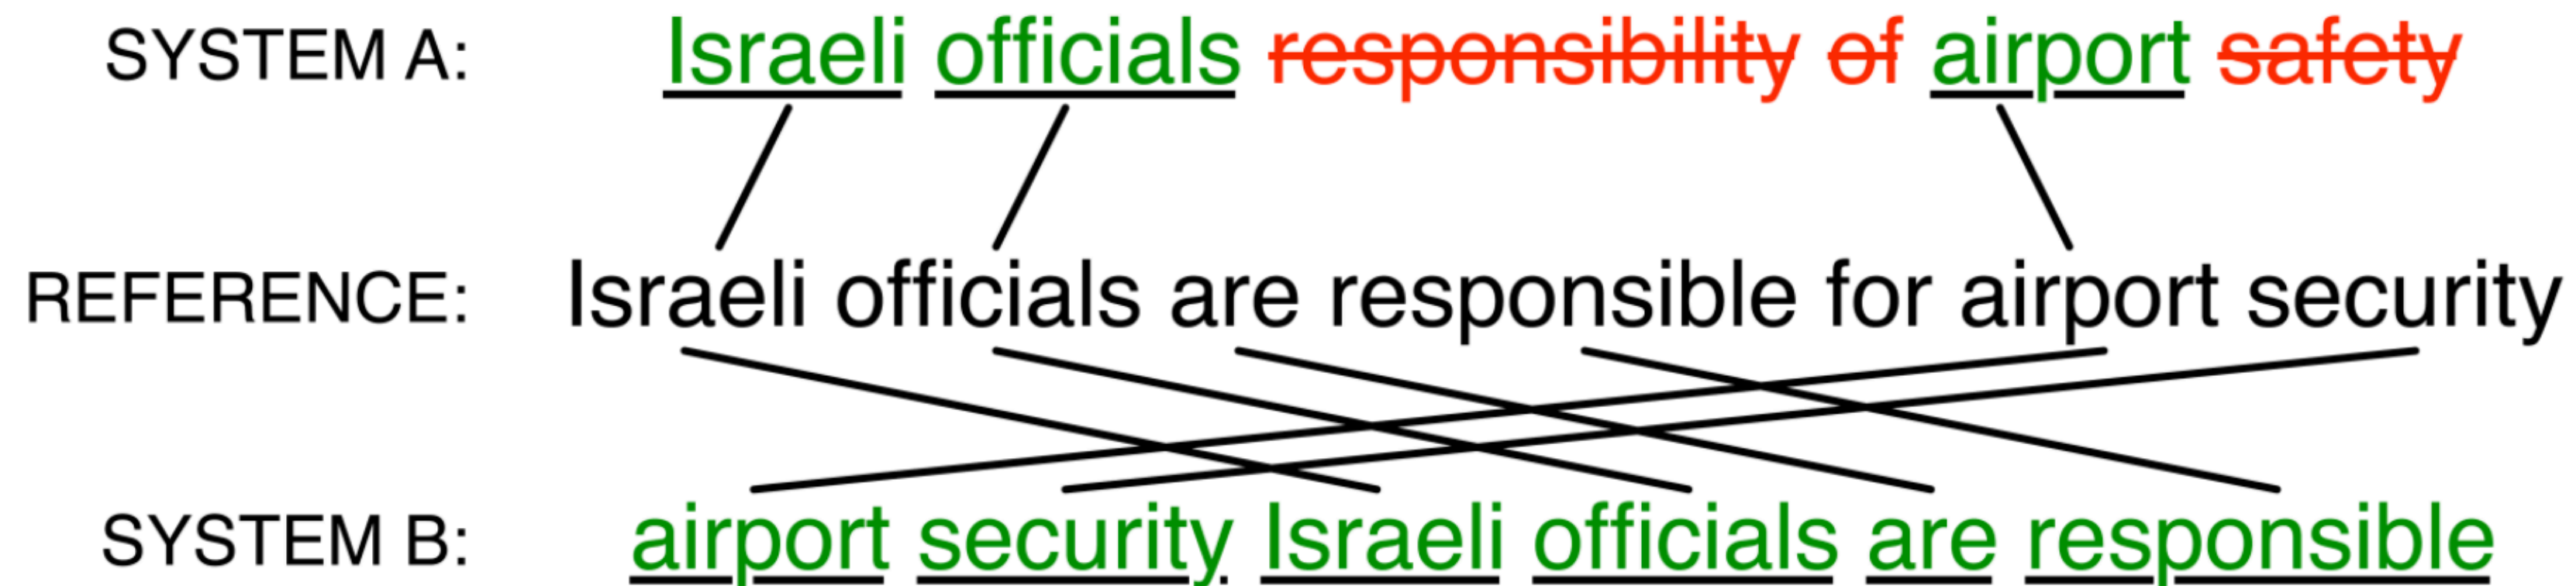 SYSTEM A: Israeli officials responsibility of airport safety
REFERENCE: Israeli officials are responsible for airport security
SYSTEM B: airport security Israeli officials are responsible